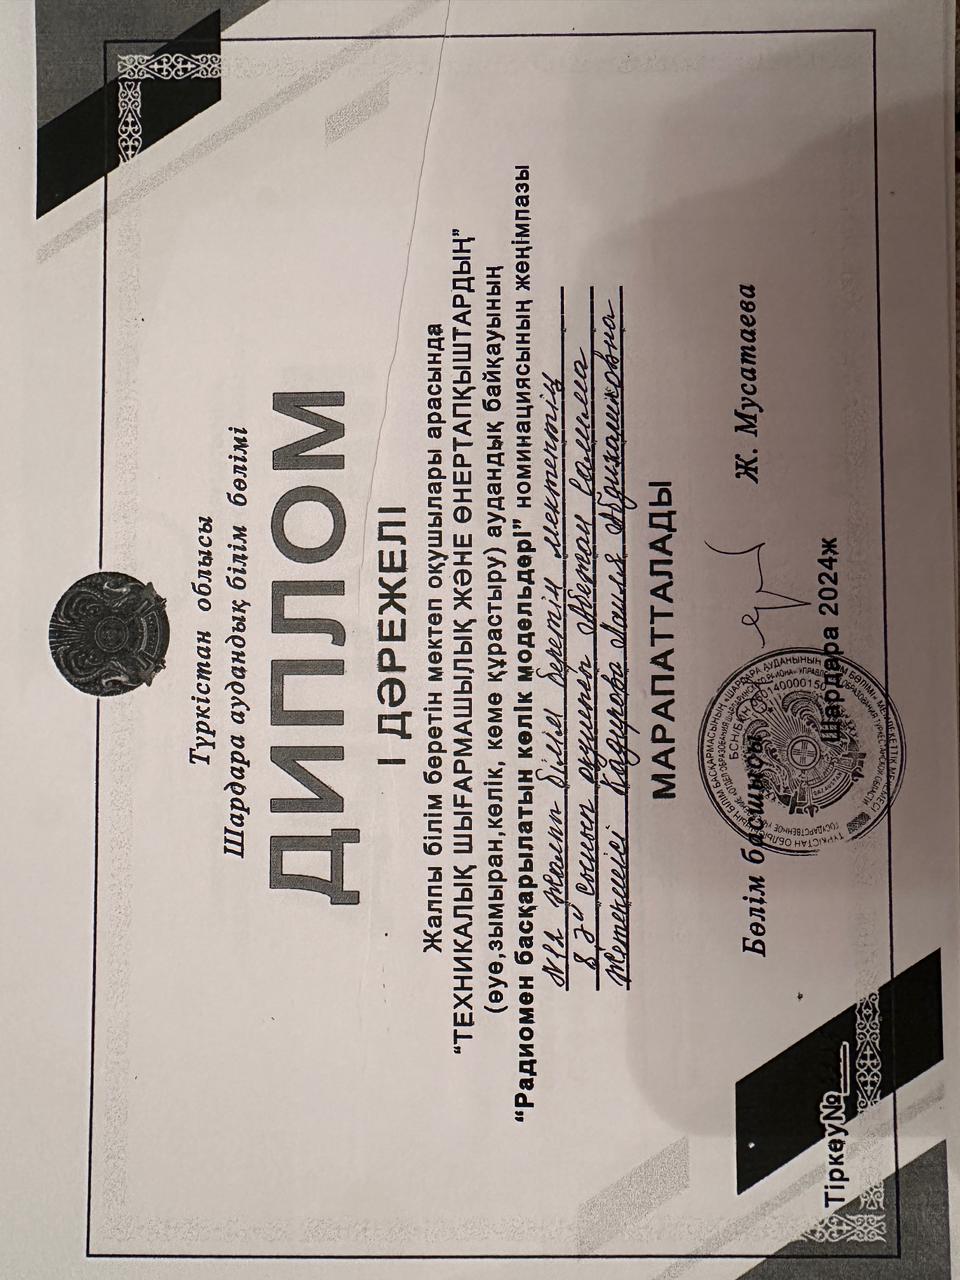 Түркістан облысы
Шардара аудандық білім бөлімі
ДИПЛОМ
І ДӘРЕЖЕЛІ
Жалпы білім беретін мектеп оқушылары арасында
“ТЕХНИКАЛЫҚ ШЫҒАРМАШЫЛЫҚ ЖӘНЕ ӨНЕРТАПҚЫШТАРДЫҢ”
(әуе,зымыран,көлік, кеме құрастыру) аудандық байқауының
“Радиомен басқарылатын көлік модельдері” номинациясының жеңімпазы
жалпы білім беретін мектептің
8 "Ә" сынып оқушысы
Жетекшісі Абдихашимовна
МАРАПАТТАЛАДЫ
Бөлім басшысы Ж. Мусатаева
Шардара 2024ж
Тіркеу№